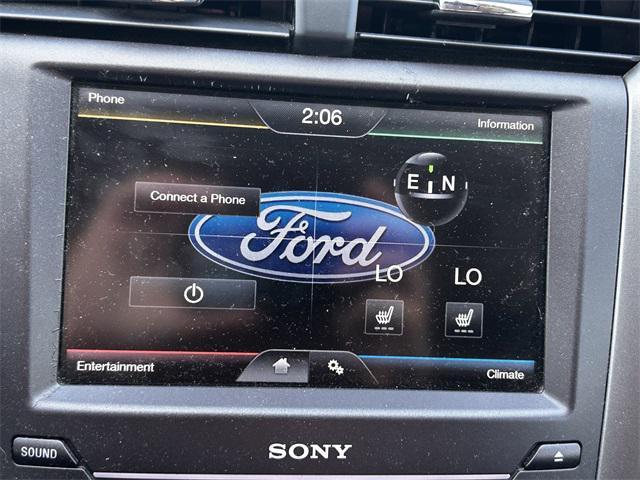 Phone
2:06
Information
E N
Connect a Phone
Ford
LO LO
Entertainment
Climate
SOUND
SONY